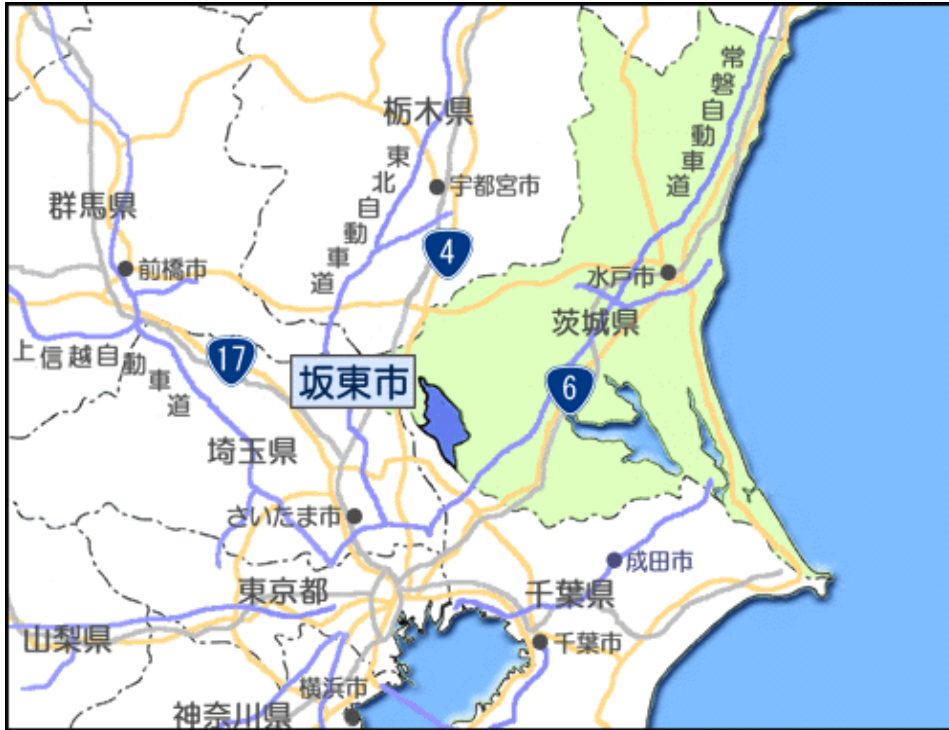 常磐自動車道
栃木県
東北自動車道
宇都宮市
群馬県
4
前橋市
水戸市
茨城県
上信越自動車道
17
坂東市
6
埼玉県
さいたま市
成田市
東京都
千葉県
山梨県
千葉市
横浜市
神奈川県